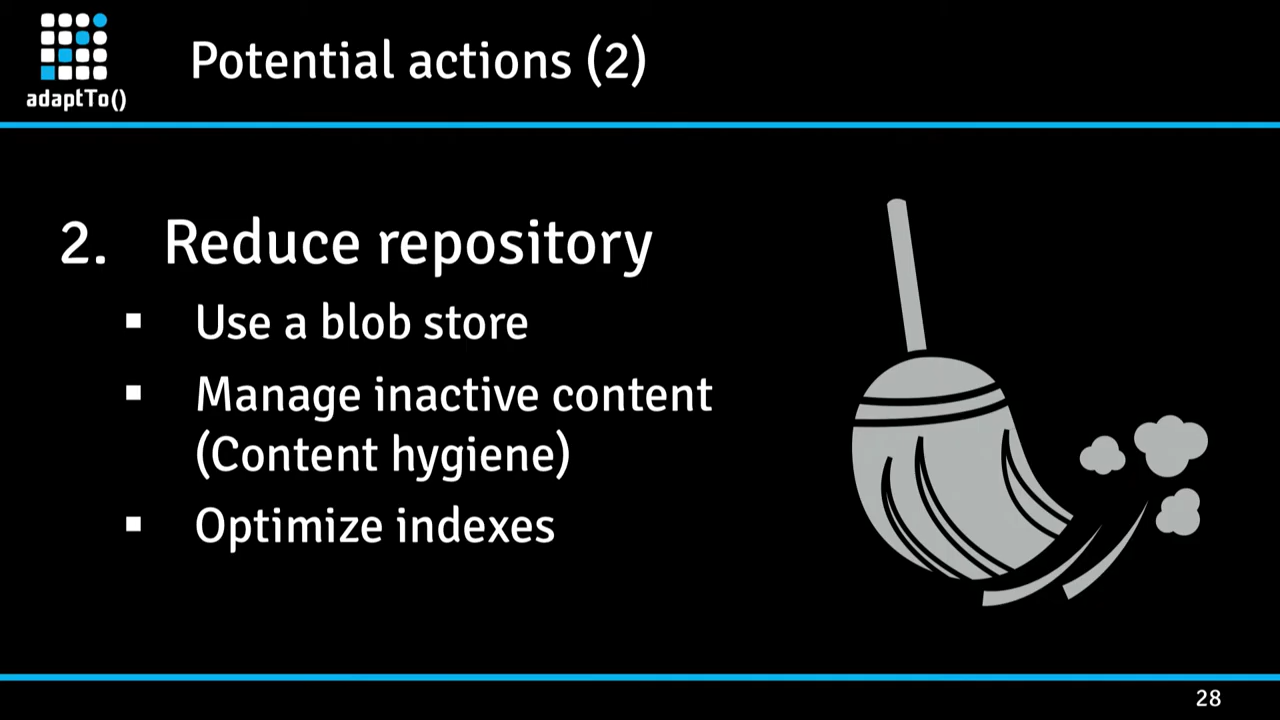 adaptTo()
Potential actions (2)
2. Reduce repository
▪ Use a blob store
▪ Manage inactive content
(Content hygiene)
▪ Optimize indexes
28